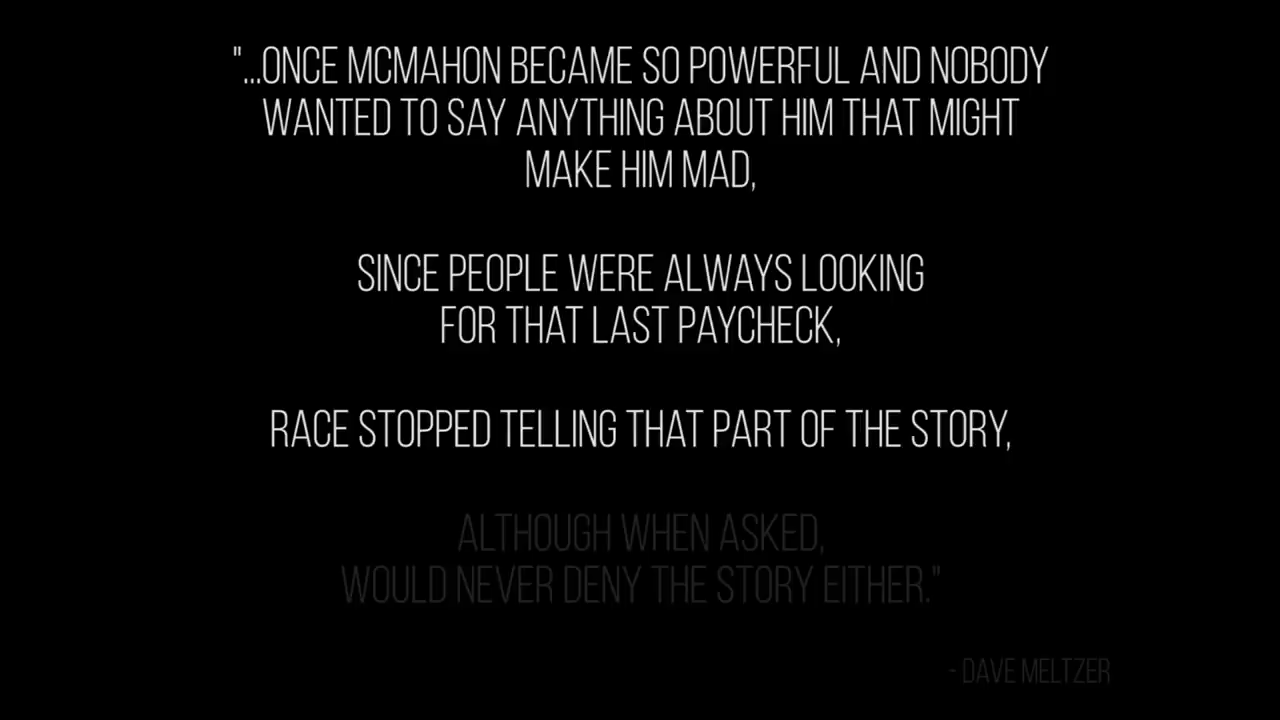 "...ONCE MCMAHON BECAME SO POWERFUL AND NOBODY
WANTED TO SAY ANYTHING ABOUT HIM THAT MIGHT
MAKE HIM MAD,
SINCE PEOPLE WERE ALWAYS LOOKING
FOR THAT LAST PAYCHECK,
RACE STOPPED TELLING THAT PART OF THE STORY,
ALTHOUGH WHEN ASKED,
WOULD NEVER DENY THE STORY EITHER."
- DAVE MELTZER